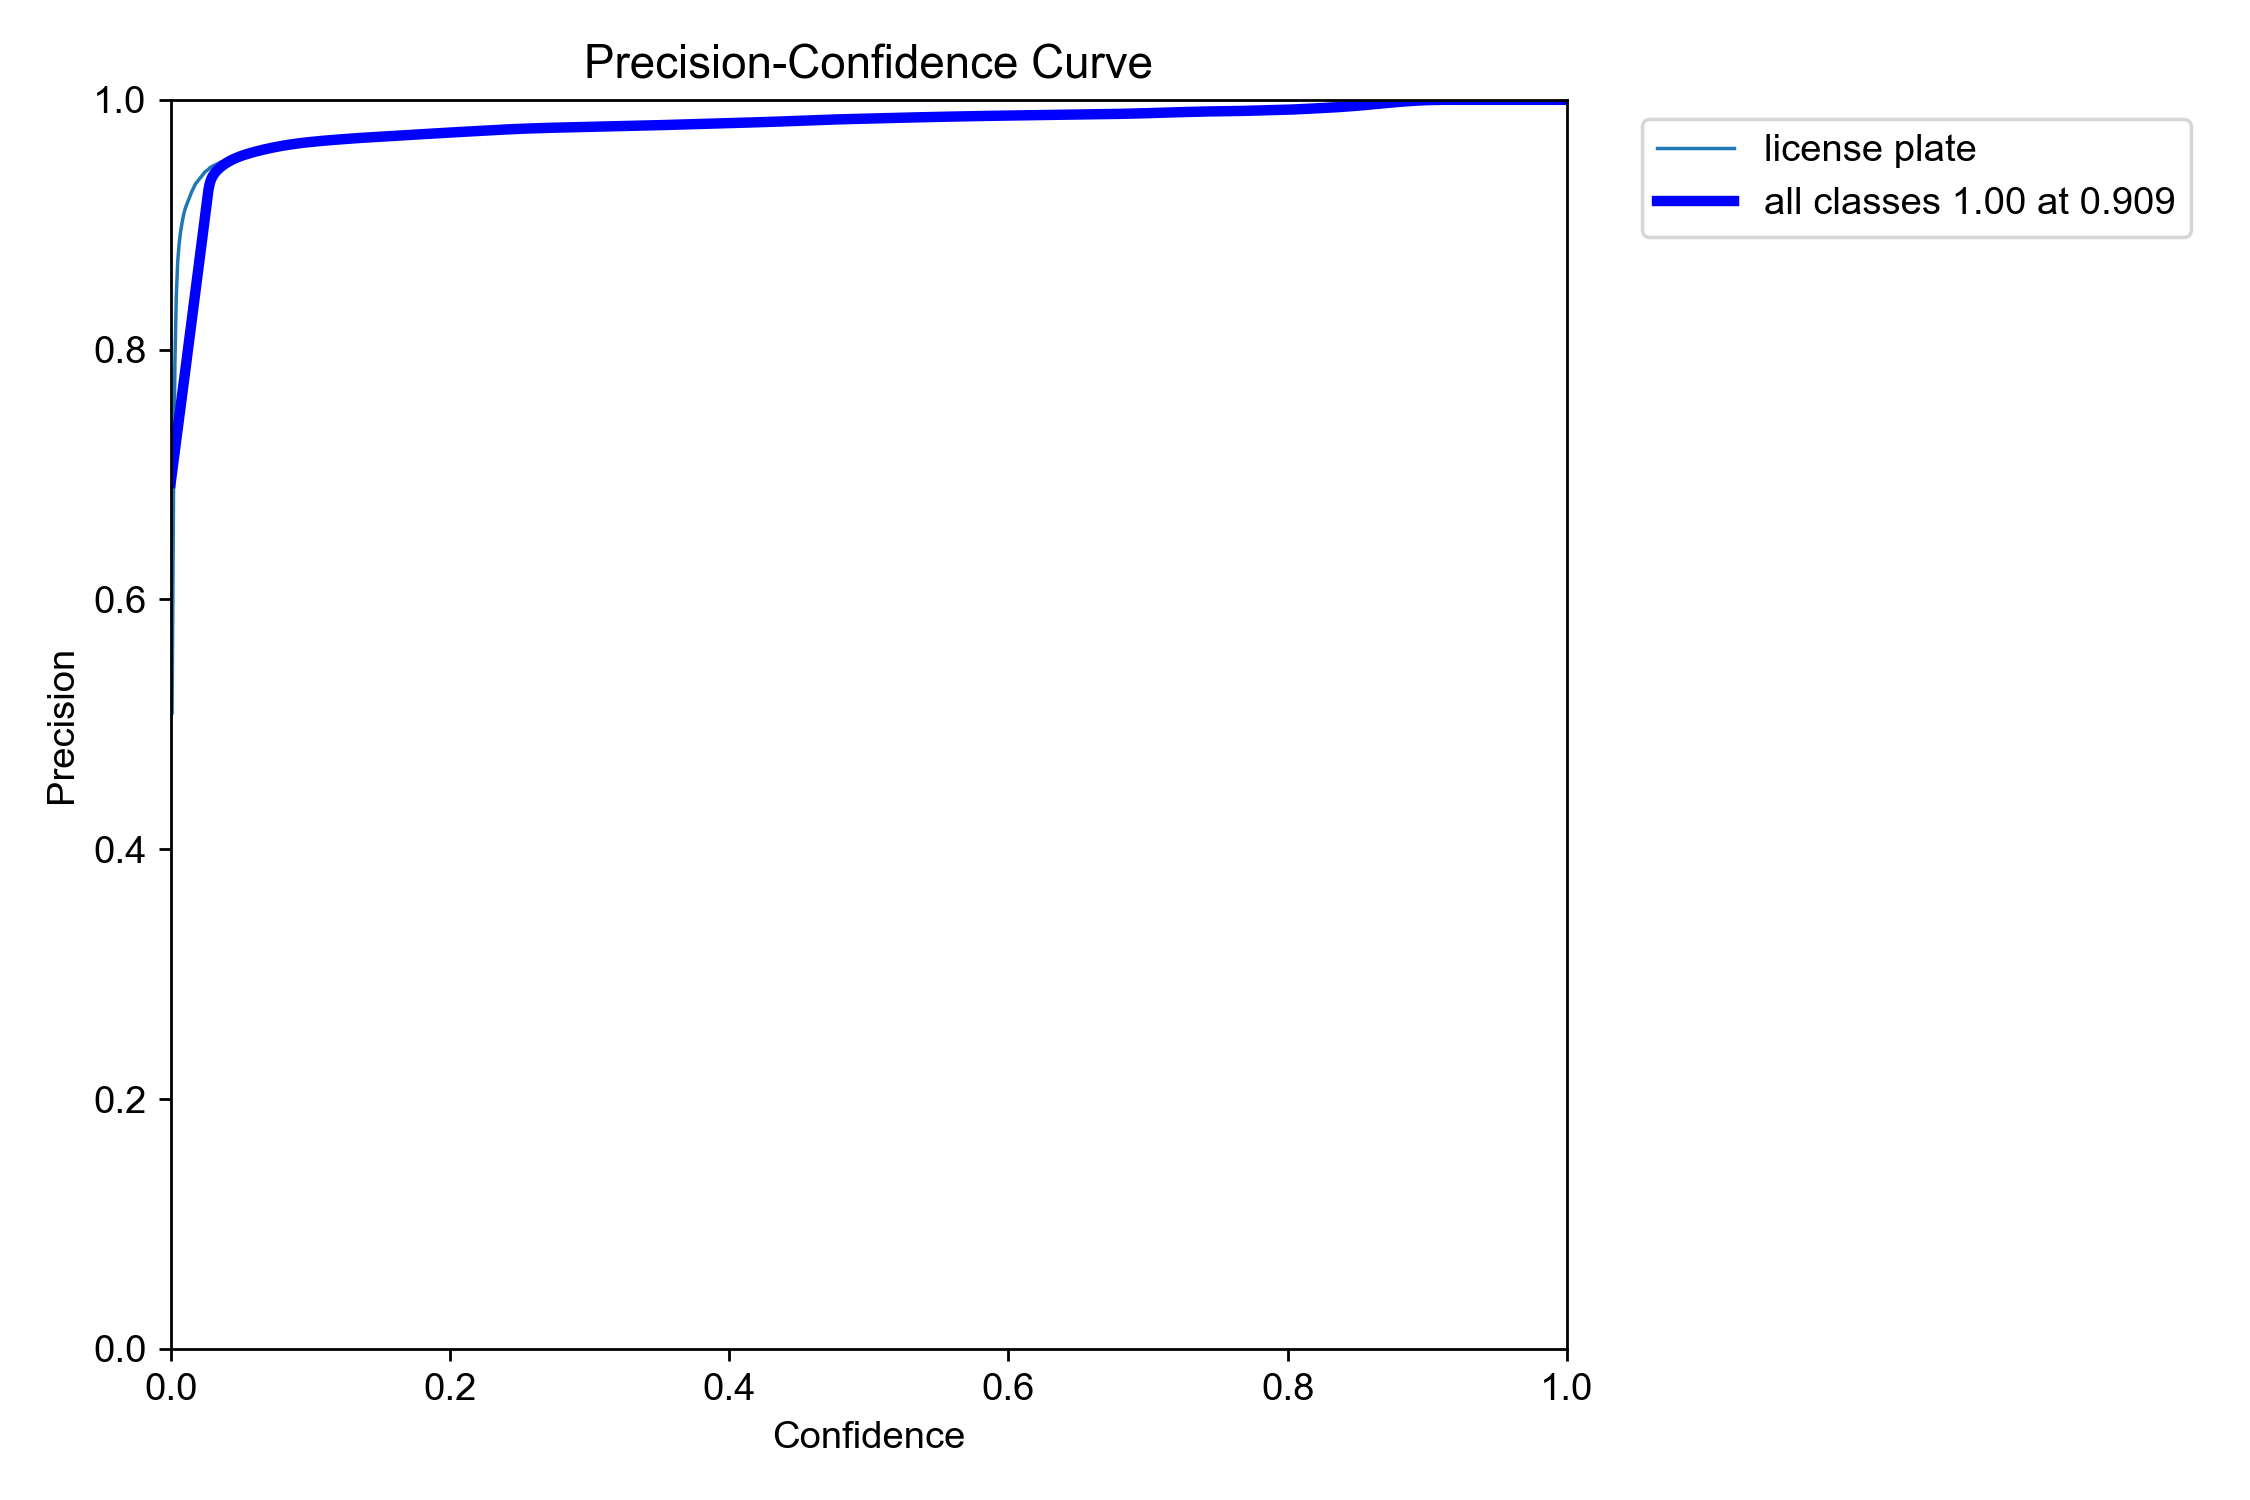 Precision-Confidence Curve
1.0
0.8
0.6
0.4
0.2
0.0
Precision
0.0 0.2 0.4 0.6 0.8 1.0
Confidence
license plate
all classes 1.00 at 0.909